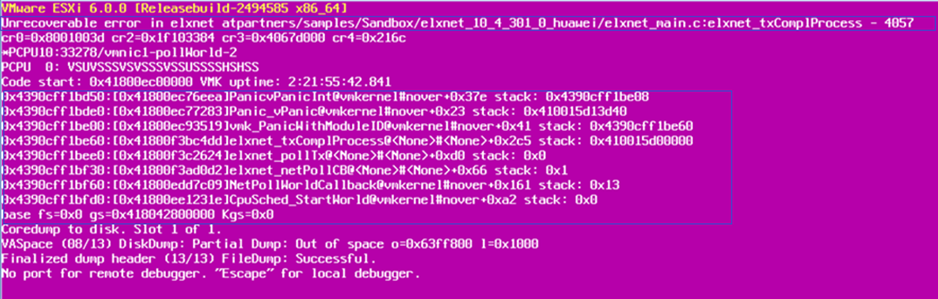 VMware ESXi 6.0.0 [Releasebuild-2494585 x86_64]
Unrecoverable error in elxnet atpartners/samples/Sandbox/elxnet_10_4_301_0_huawei/elxnet_main.c:elxnet_txComplProcess - 4057
cr0=0x8001003d cr2=0x1f103384 cr3=0x4067d000 cr4=0x216c
*PCPU10:33278/vmnic1-pollWorld-2
PCPU  0: VSUVSSSVSVSSSVSSUSSSSHSHSS
Code start: 0x41800ec00000 VMK uptime: 2:21:55:42.841
0x4390cff1bd50:[0x41800ec76eea]PanicvPanicInt@vmkernel#nover+0x37e stack: 0x4390cff1be08
0x4390cff1bde0:[0x41800ec77283]Panic_vPanic@vmkernel#nover+0x23 stack: 0x410015d13d40
0x4390cff1be00:[0x41800ec93519]vmk_PanicWithModuleID@vmkernel#nover+0x41 stack: 0x4390cff1be60
0x4390cff1be60:[0x41800f3bc4dd]elxnet_txComplProcess@<None>#<None>+0x2c5 stack: 0x410015d00000
0x4390cff1bee0:[0x41800f3c2624]elxnet_pollTx@<None>#<None>+0xd0 stack: 0x0
0x4390cff1bf30:[0x41800f3ad0d2]elxnet_netPollCB@<None>#<None>+0x66 stack: 0x1
0x4390cff1bf60:[0x41800edd7c09]NetPollWorldCallback@vmkernel#nover+0x161 stack: 0x13
0x4390cff1bfd0:[0x41800ee1231e]CpuSched_StartWorld@vmkernel#nover+0xa2 stack: 0x0
base fs=0x0 gs=0x418042800000 Kgs=0x0
Coredump to disk. Slot 1 of 1.
VASpace (08/13) DiskDump: Partial Dump: Out of space o=0x63ff800 l=0x1000
Finalized dump header (13/13) FileDump: Successful.
No port for remote debugger. "Escape" for local debugger.